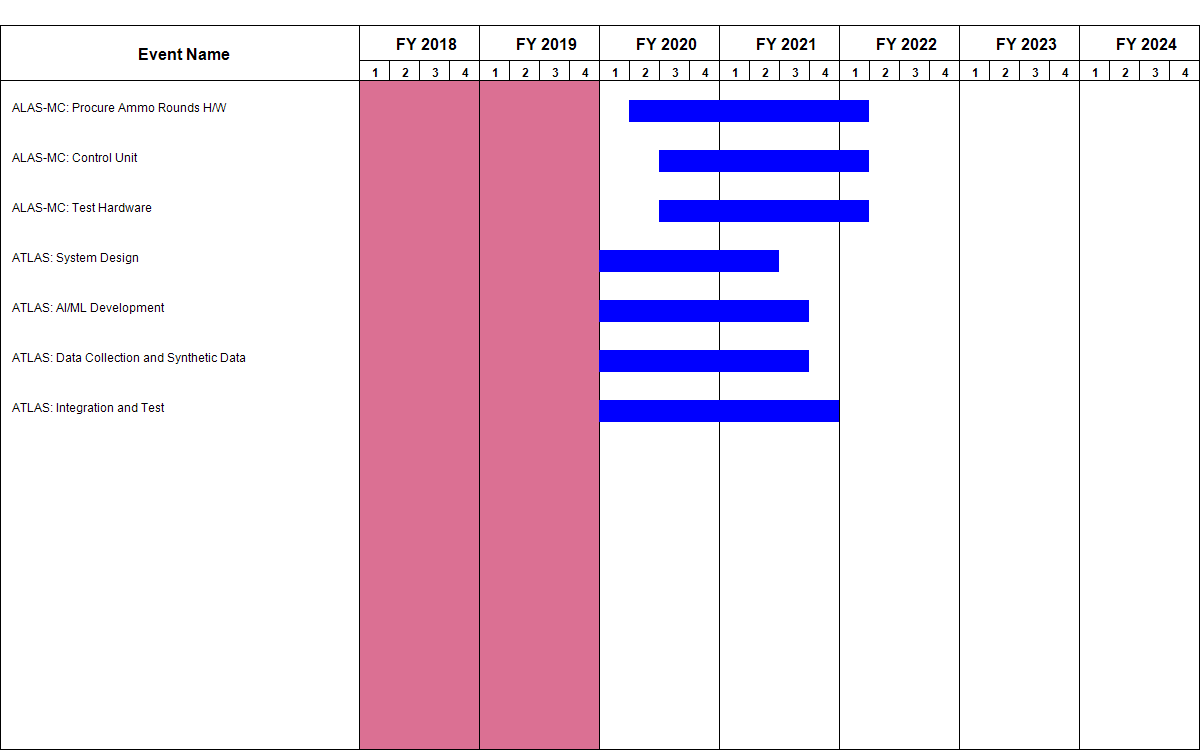 Event Name FY 2018 FY 2019 FY 2020 FY 2021 FY 2022 FY 2023 FY 2024
1 2 3 4 1 2 3 4 1 2 3 4 1 2 3 4 1 2 3 4 1 2 3 4 1 2 3 4
ALAS-MC: Procure Ammo Rounds H/W
ALAS-MC: Control Unit
ALAS-MC: Test Hardware
ATLAS: System Design
ATLAS: AI/ML Development
ATLAS: Data Collection and Synthetic Data
ATLAS: Integration and Test